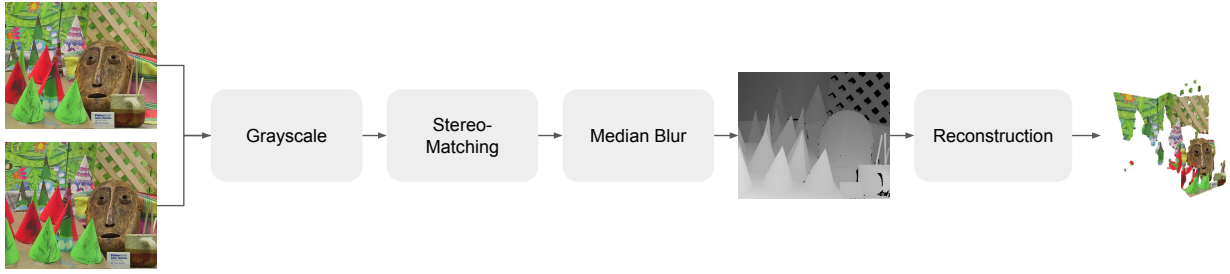 Grayscale
Stereo-
Matching
Median Blur
Reconstruction